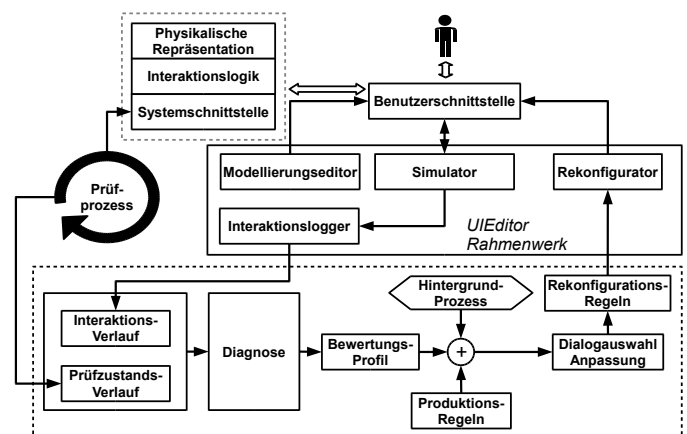 Physikalische
Repräsentation
Interaktionslogik
Systemschnittstelle
Benutzerschnittstelle
Prüf-
prozess
Modellierungseditor
Simulator
Rekonfigurator
Interaktionslogger
UIEditor
Rahmenwerk
Interaktions-
Verlauf
Prüfzustands-
Verlauf
Diagnose
Bewertungs-
Profil
Hintergrund-
Prozess
+
Produktions-
Regeln
Rekonfigurations-
Regeln
Dialogauswahl
Anpassung